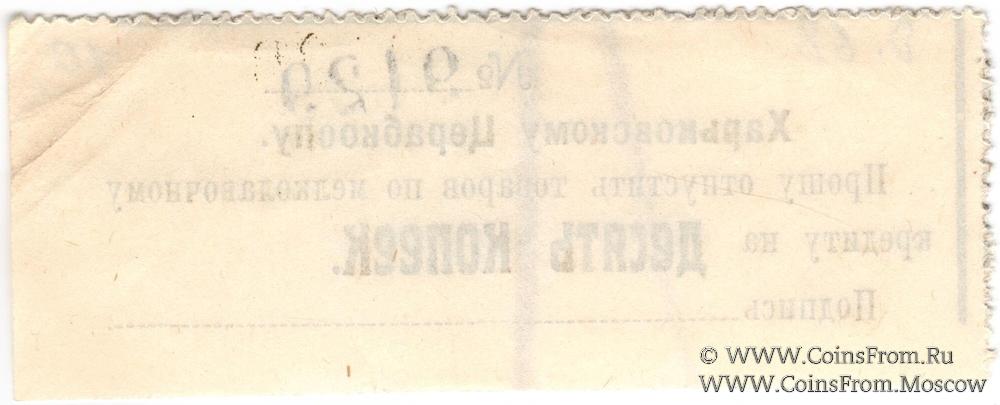 № 9129
Харьковскому Церабкоопу.
Прошу отпустить товаров по мелколавочному
кредиту на ДЕСЯТЬ КОПЕЕК.
Подпись
© WWW.CoinsFrom.Ru
WWW.CoinsFrom.Moscow